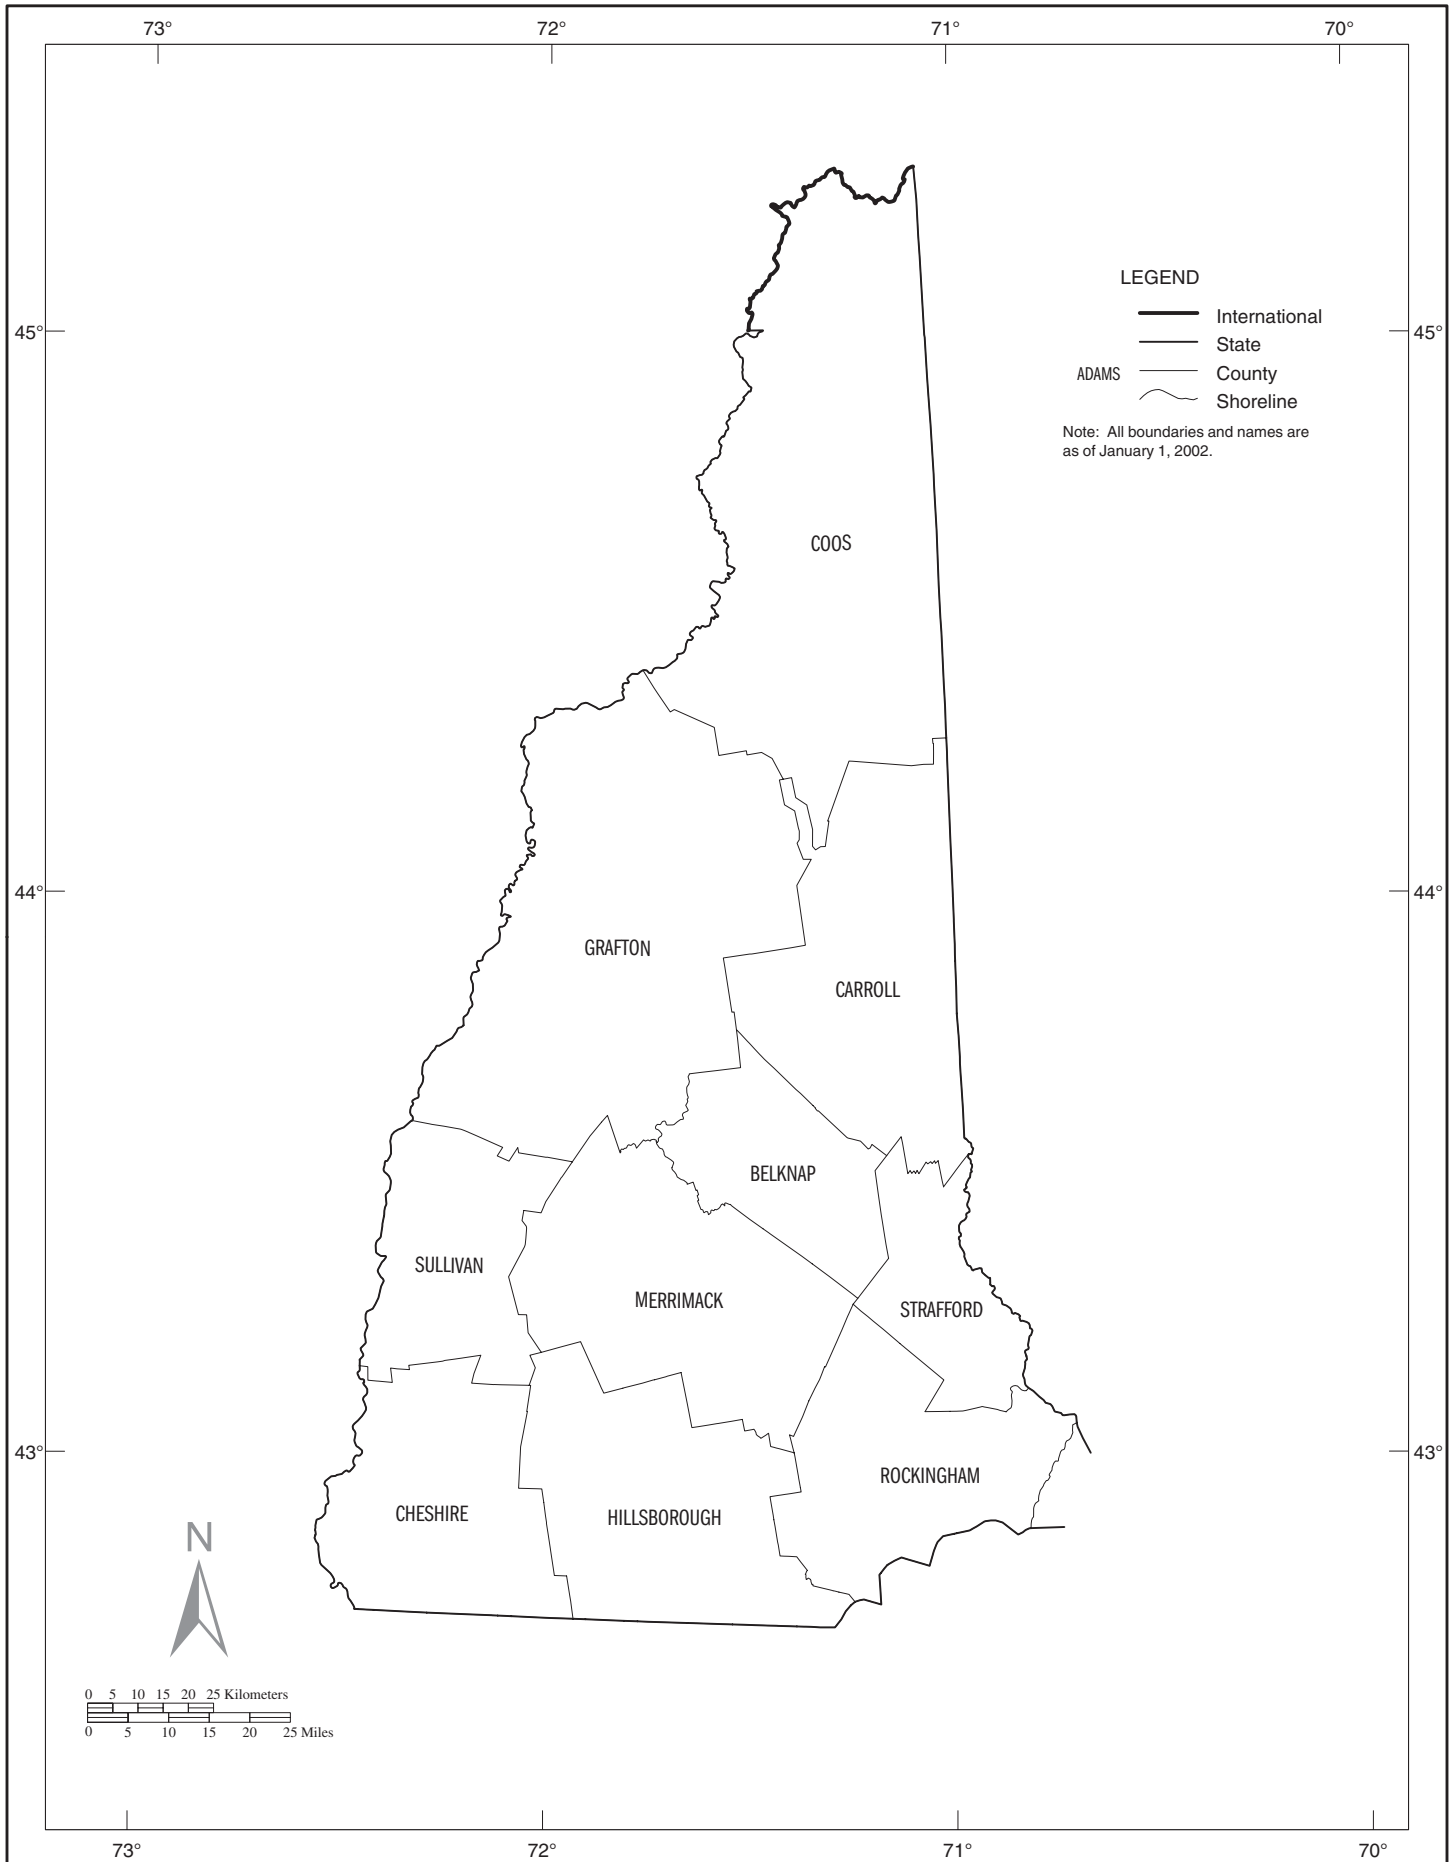 73° 72° 71° 70°
LEGEND
International
45° 45°
State
ADAMS County
Shoreline
Note: All boundaries and names are
as of January 1, 2002.
COOS
44° 44°
GRAFTON
CARROLL
BELKNAP
SULLIVAN
MERRIMACK
STRAFFORD
43° 43°
ROCKINGHAM
CHESHIRE
HILLSBOROUGH
N
0 5 10 15 20 25 Kilometers
0 5 10 15 20 25 Miles
73° 72° 71° 70°